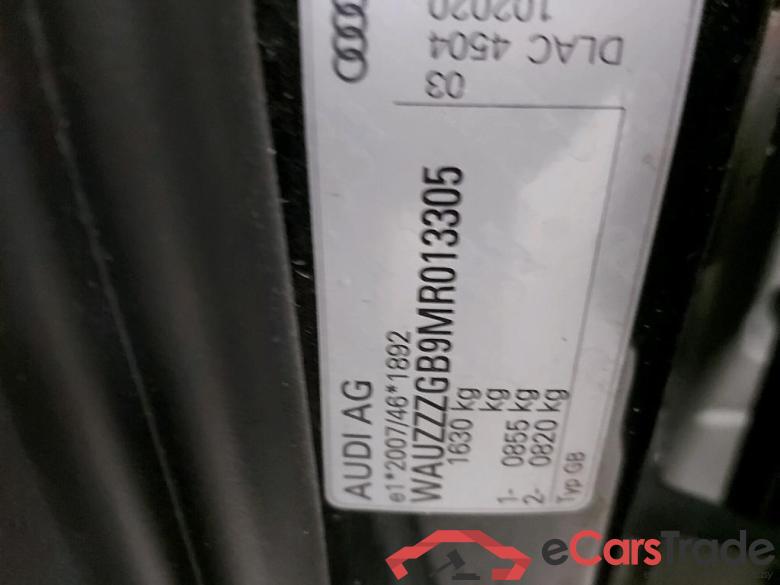 AUDI AG
e1*2007/46*1892
WAUZZZGB9MR013305
1630 kg
kg
1- 0855 kg
2- 0820 kg
Typ GB
03
DLAC 4504
102020
eCarsTrade